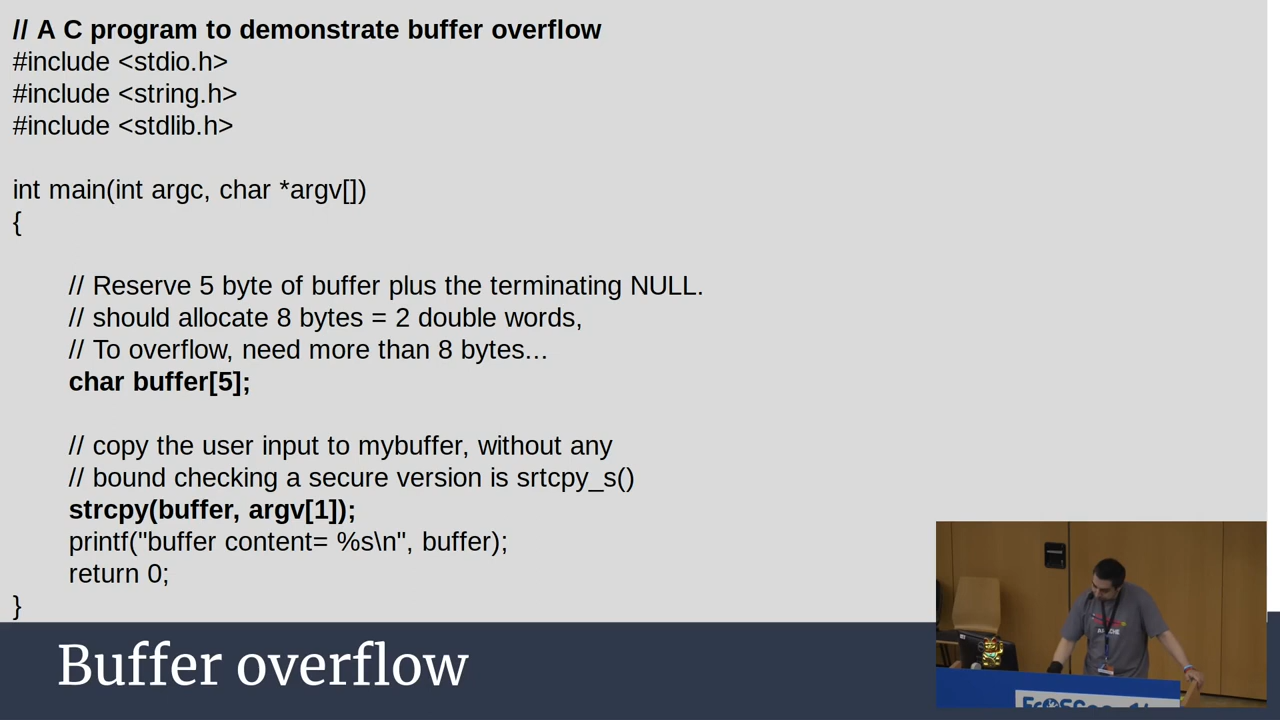 // A C program to demonstrate buffer overflow
#include <stdio.h>
#include <string.h>
#include <stdlib.h>
int main(int argc, char *argv[])
{
// Reserve 5 byte of buffer plus the terminating NULL.
// should allocate 8 bytes = 2 double words,
// To overflow, need more than 8 bytes...
char buffer[5];
// copy the user input to mybuffer, without any
// bound checking a secure version is srtcpy_s()
strcpy(buffer, argv[1]);
printf("buffer content= %s\n", buffer);
return 0;
}
Buffer overflow